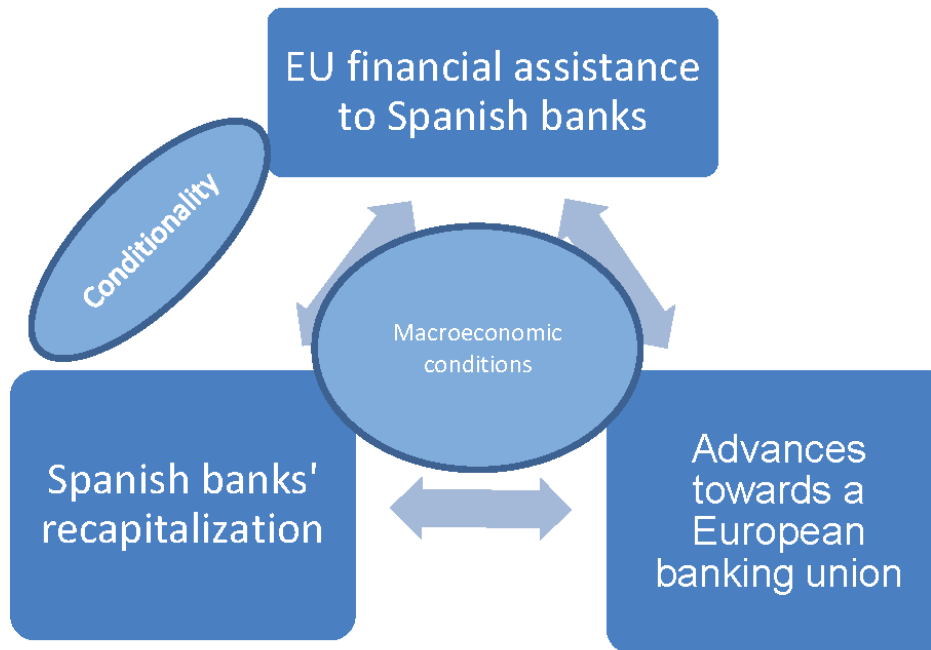 EU financial assistance
to Spanish banks
Conditionality
Macroeconomic
conditions
Spanish banks'
recapitalization
Advances
towards a
European
banking union